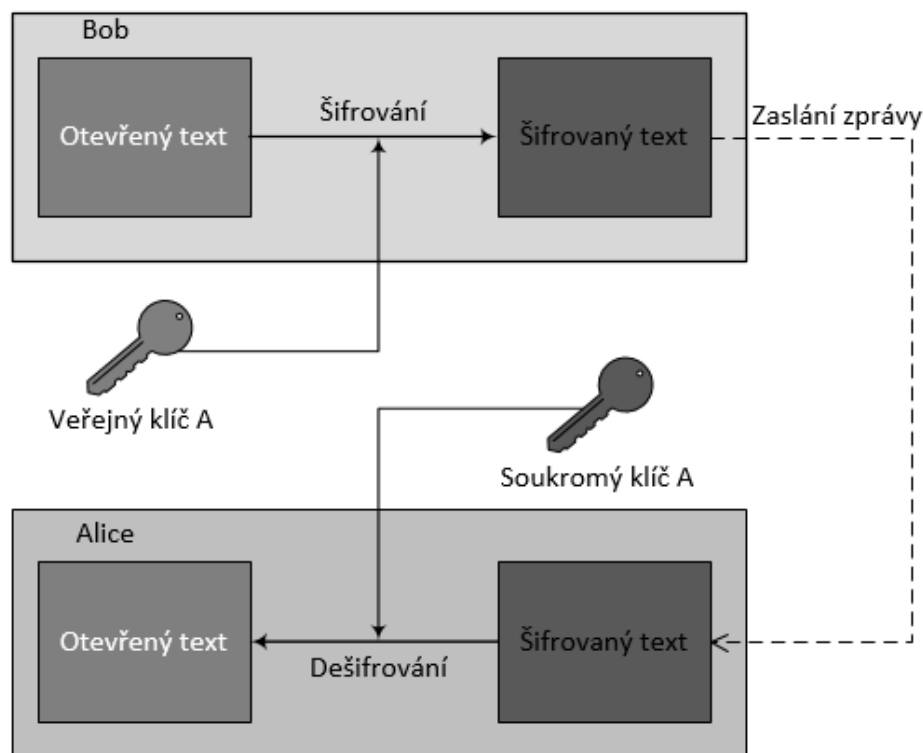 Bob
Otevřený text
Šifrování
Šifrovaný text
Zaslání zprávy
Veřejný klíč A
Soukromý klíč A
Alice
Otevřený text
Dešifrování
Šifrovaný text